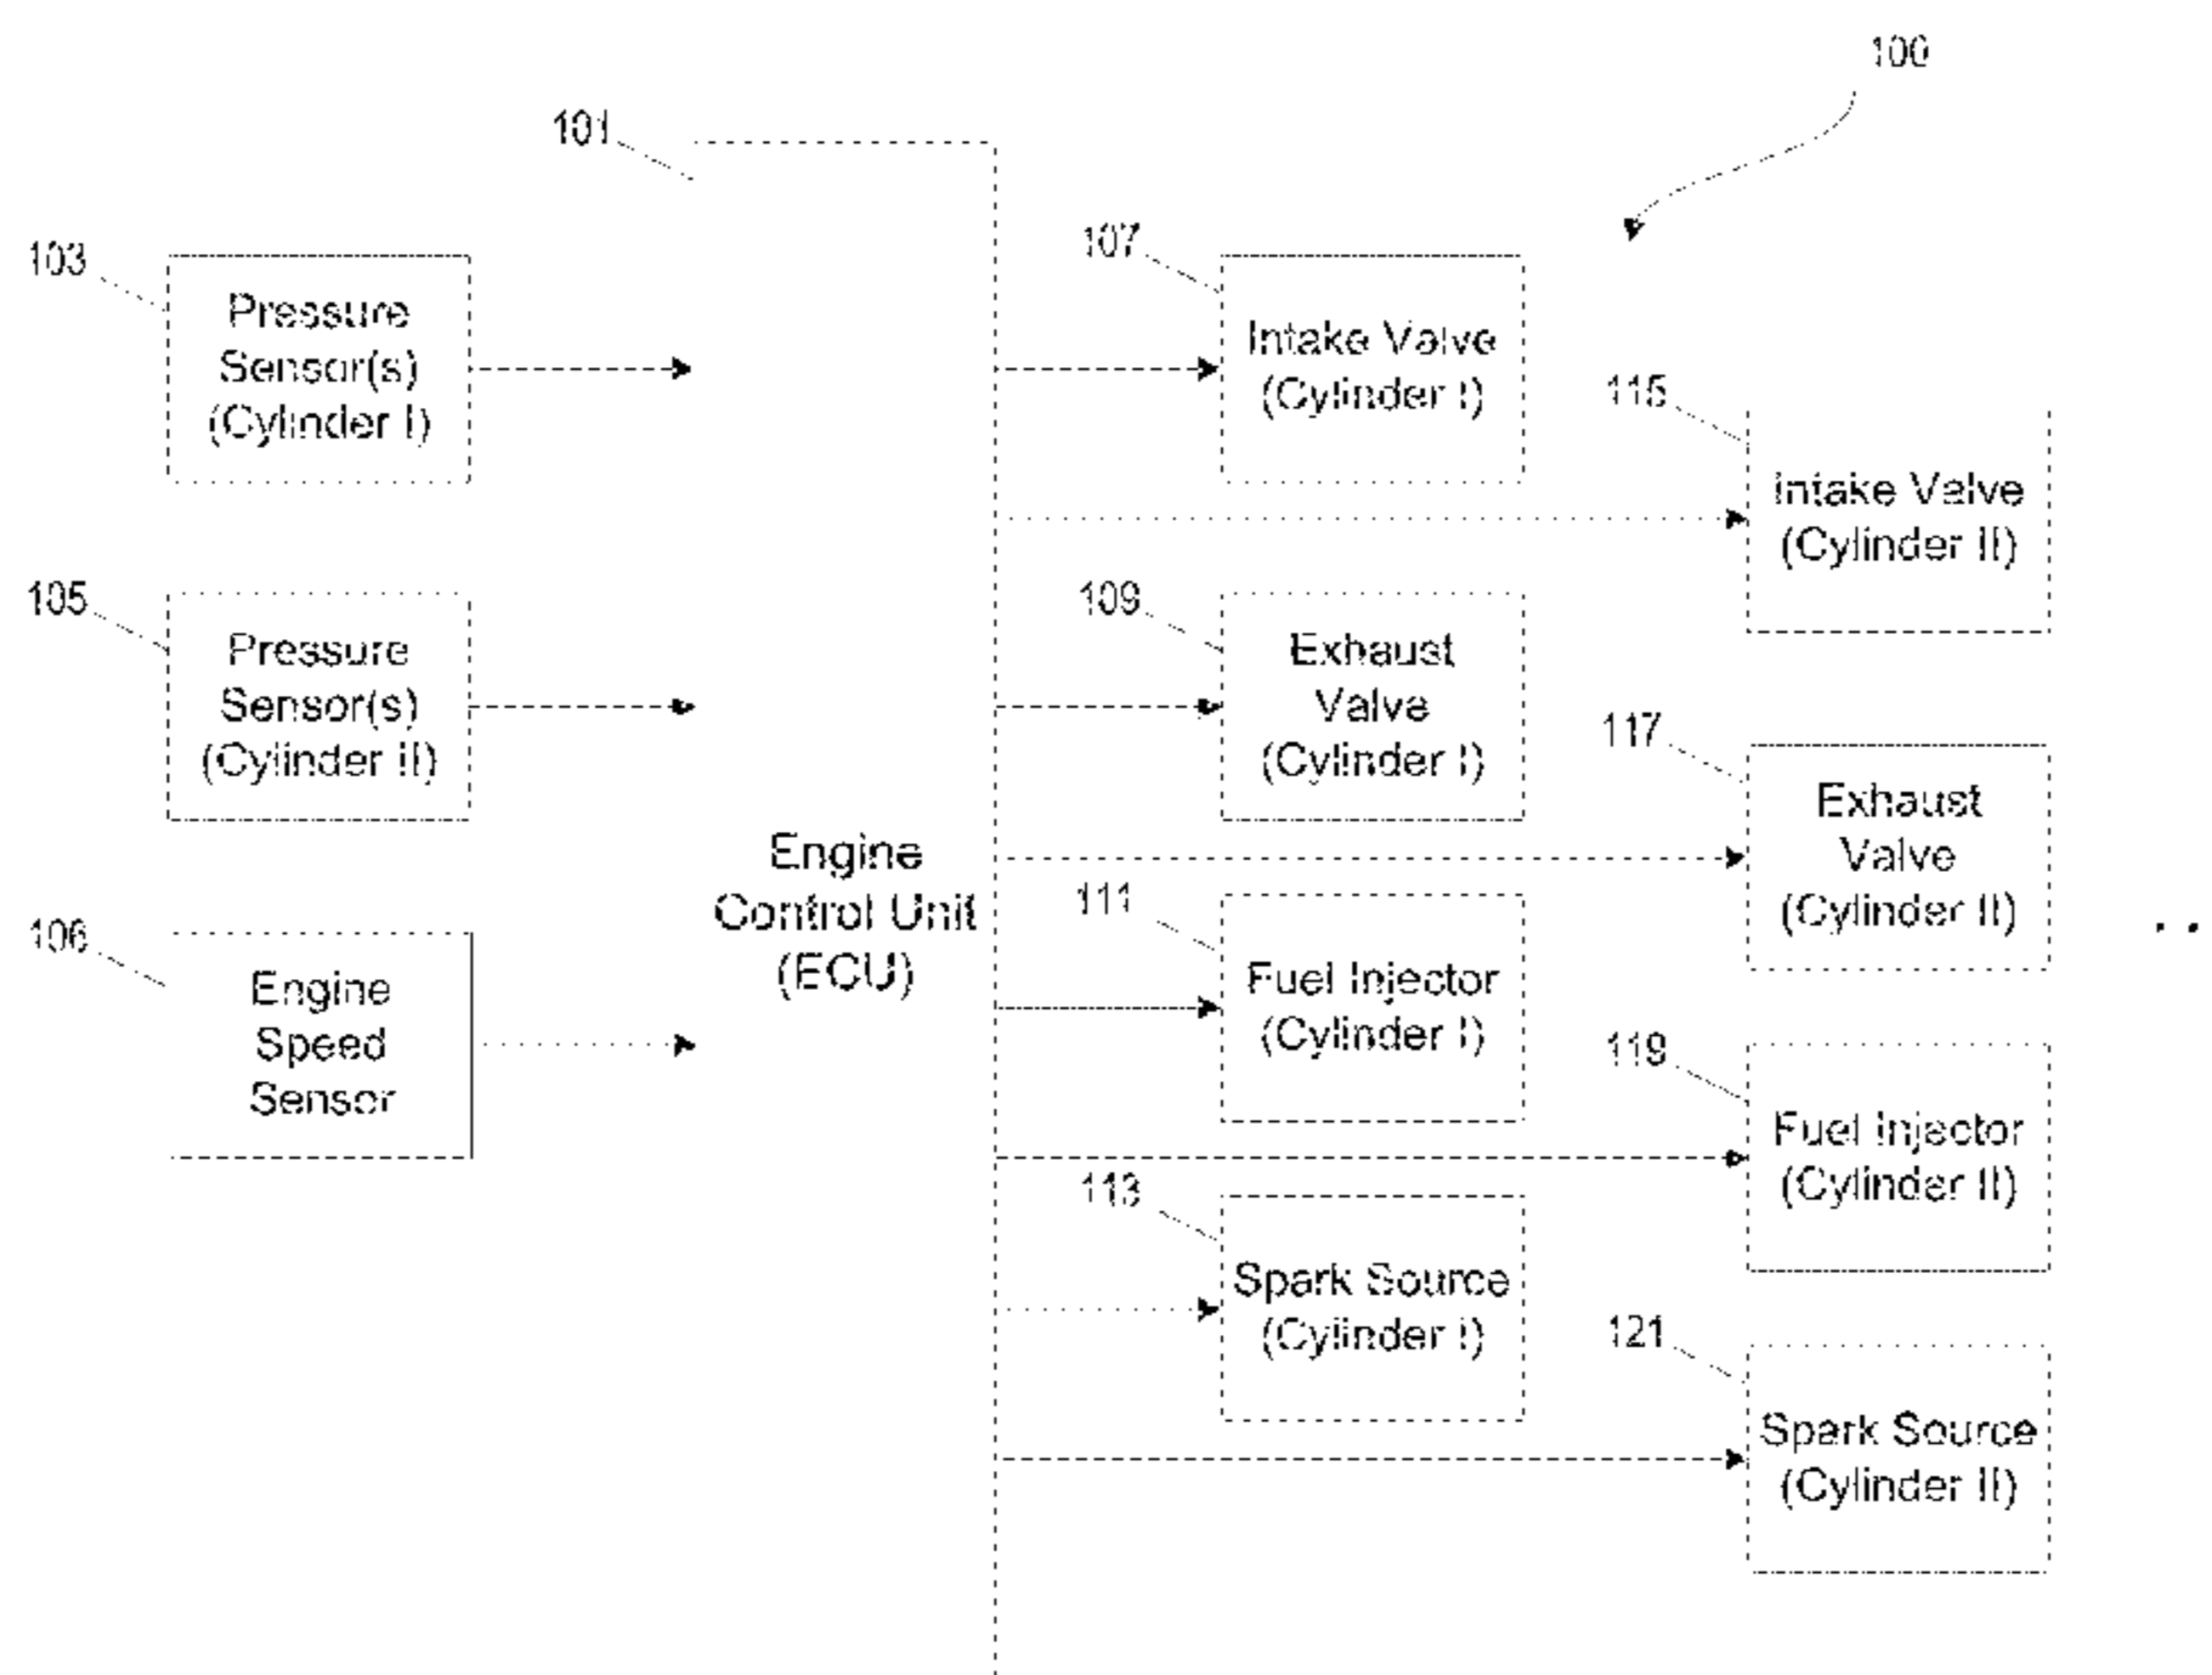 100
101
103
Pressure
Sensor(s)
(Cylinder I)
107
Intake Valve
(Cylinder I)
115
Intake Valve
(Cylinder II)
105
Pressure
Sensor(s)
(Cylinder II)
109
Exhaust
Valve
(Cylinder I)
117
Exhaust
Valve
(Cylinder II)
Engine
Control Unit
(ECU)
106
Engine
Speed
Sensor
111
Fuel Injector
(Cylinder I)
119
Fuel Injector
(Cylinder II)
113
Spark Source
(Cylinder I)
121
Spark Source
(Cylinder II)
. .